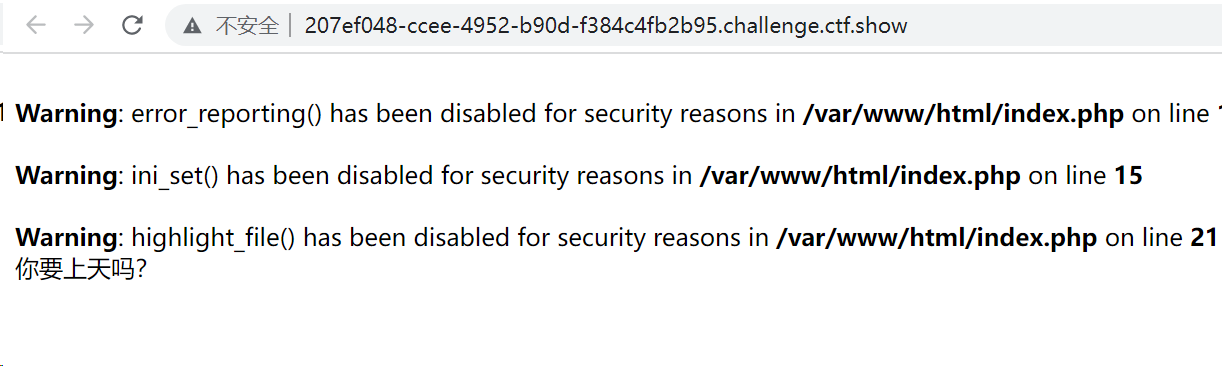 不安全 | 207ef048-ccee-4952-b90d-f384c4fb2b95.challenge.ctf.show
Warning: error_reporting() has been disabled for security reasons in /var/www/html/index.php on line
Warning: ini_set() has been disabled for security reasons in /var/www/html/index.php on line 15
Warning: highlight_file() has been disabled for security reasons in /var/www/html/index.php on line 21
你要上天吗?